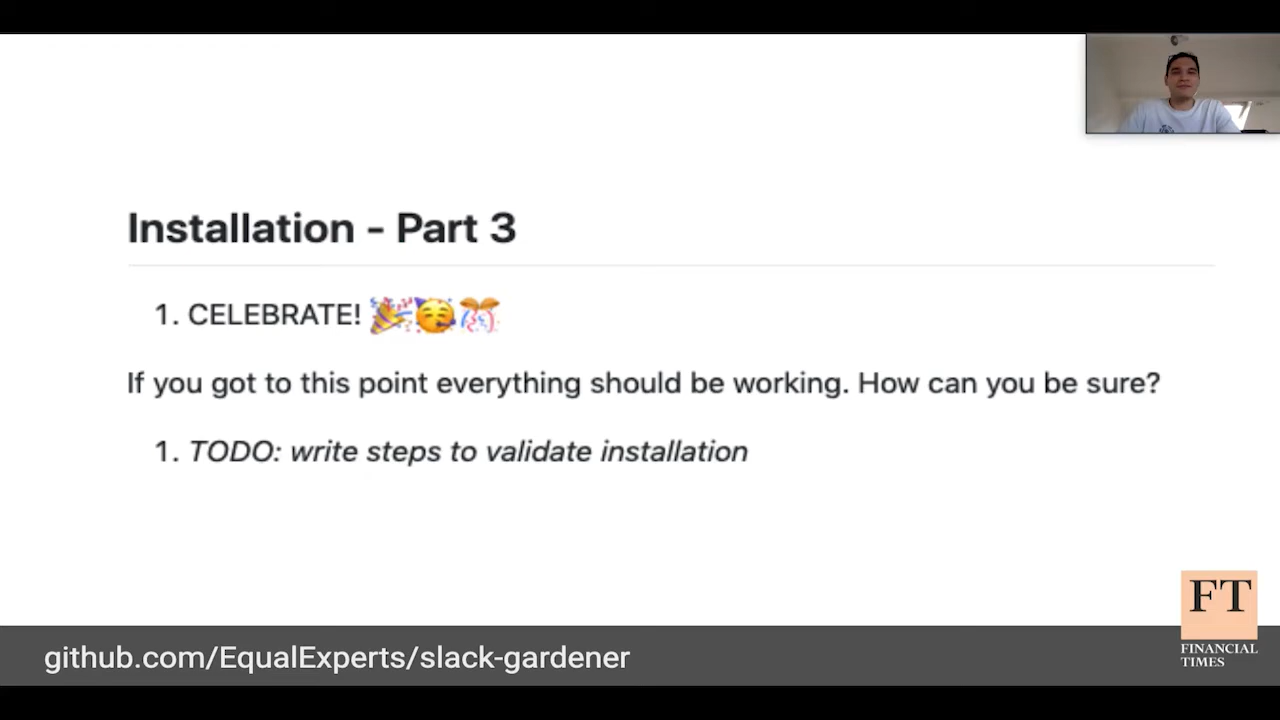 Installation - Part 3
1. CELEBRATE! 🎉🥳🎊
If you got to this point everything should be working. How can you be sure?
1. TODO: write steps to validate installation
FT
FINANCIAL
TIMES
github.com/EqualExperts/slack-gardener